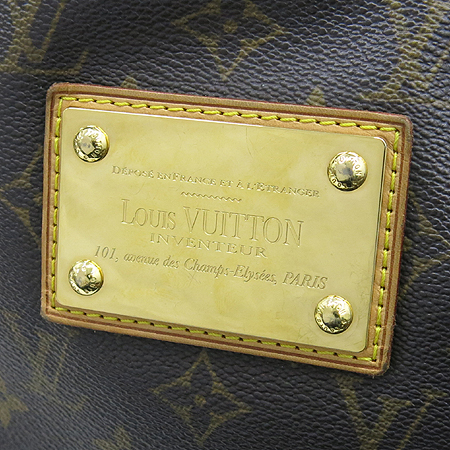 DÉPOSÉ EN FRANCE ET À L'ÉTRANGER
LOUIS VUITTON
INVENTEUR
101, avenue des Champs-Elysées, PARIS